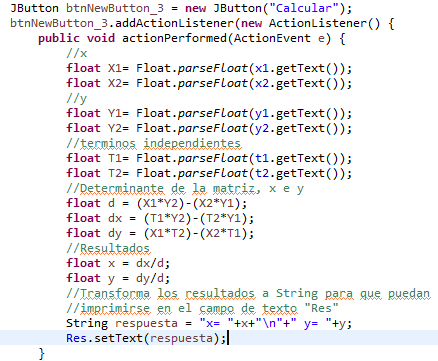 JButton btnNewButton_3 = new JButton("Calcular");
btnNewButton_3.addActionListener(new ActionListener() {
public void actionPerformed(ActionEvent e) {
//x
float X1= Float.parseFloat(x1.getText());
float X2= Float.parseFloat(x2.getText());
//y
float Y1= Float.parseFloat(y1.getText());
float Y2= Float.parseFloat(y2.getText());
//terminos independientes
float T1= Float.parseFloat(t1.getText());
float T2= Float.parseFloat(t2.getText());
//Determinante de la matriz, x e y
float d = (X1*Y2)-(X2*Y1);
float dx = (T1*Y2)-(T2*Y1);
float dy = (X1*T2)-(X2*T1);
//Resultados
float x = dx/d;
float y = dy/d;
//Transforma los resultados a String para que puedan
//imprimirse en el campo de texto "Res"
String respuesta = "x= "+x+"\n"+" y= "+y;
Res.setText(respuesta);
}